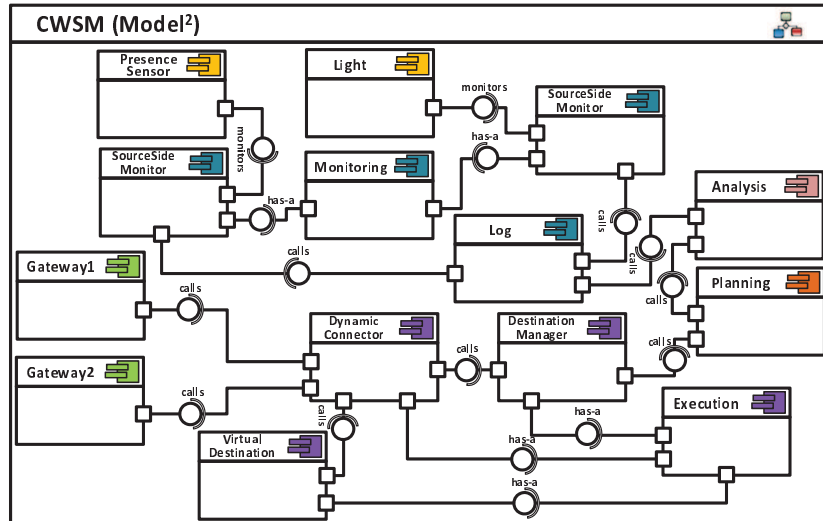 CWSM (Model²)
Presence
Sensor
Light
SourceSide
Monitor
monitors
monitors
SourceSide
Monitor
Monitoring
has-a
has-a
Analysis
Log
calls
calls
calls
calls
Gateway1
Planning
calls
Dynamic
Connector
Destination
Manager
calls
calls
Gateway2
calls
calls
Execution
Virtual
Destination
has-a
has-a
has-a